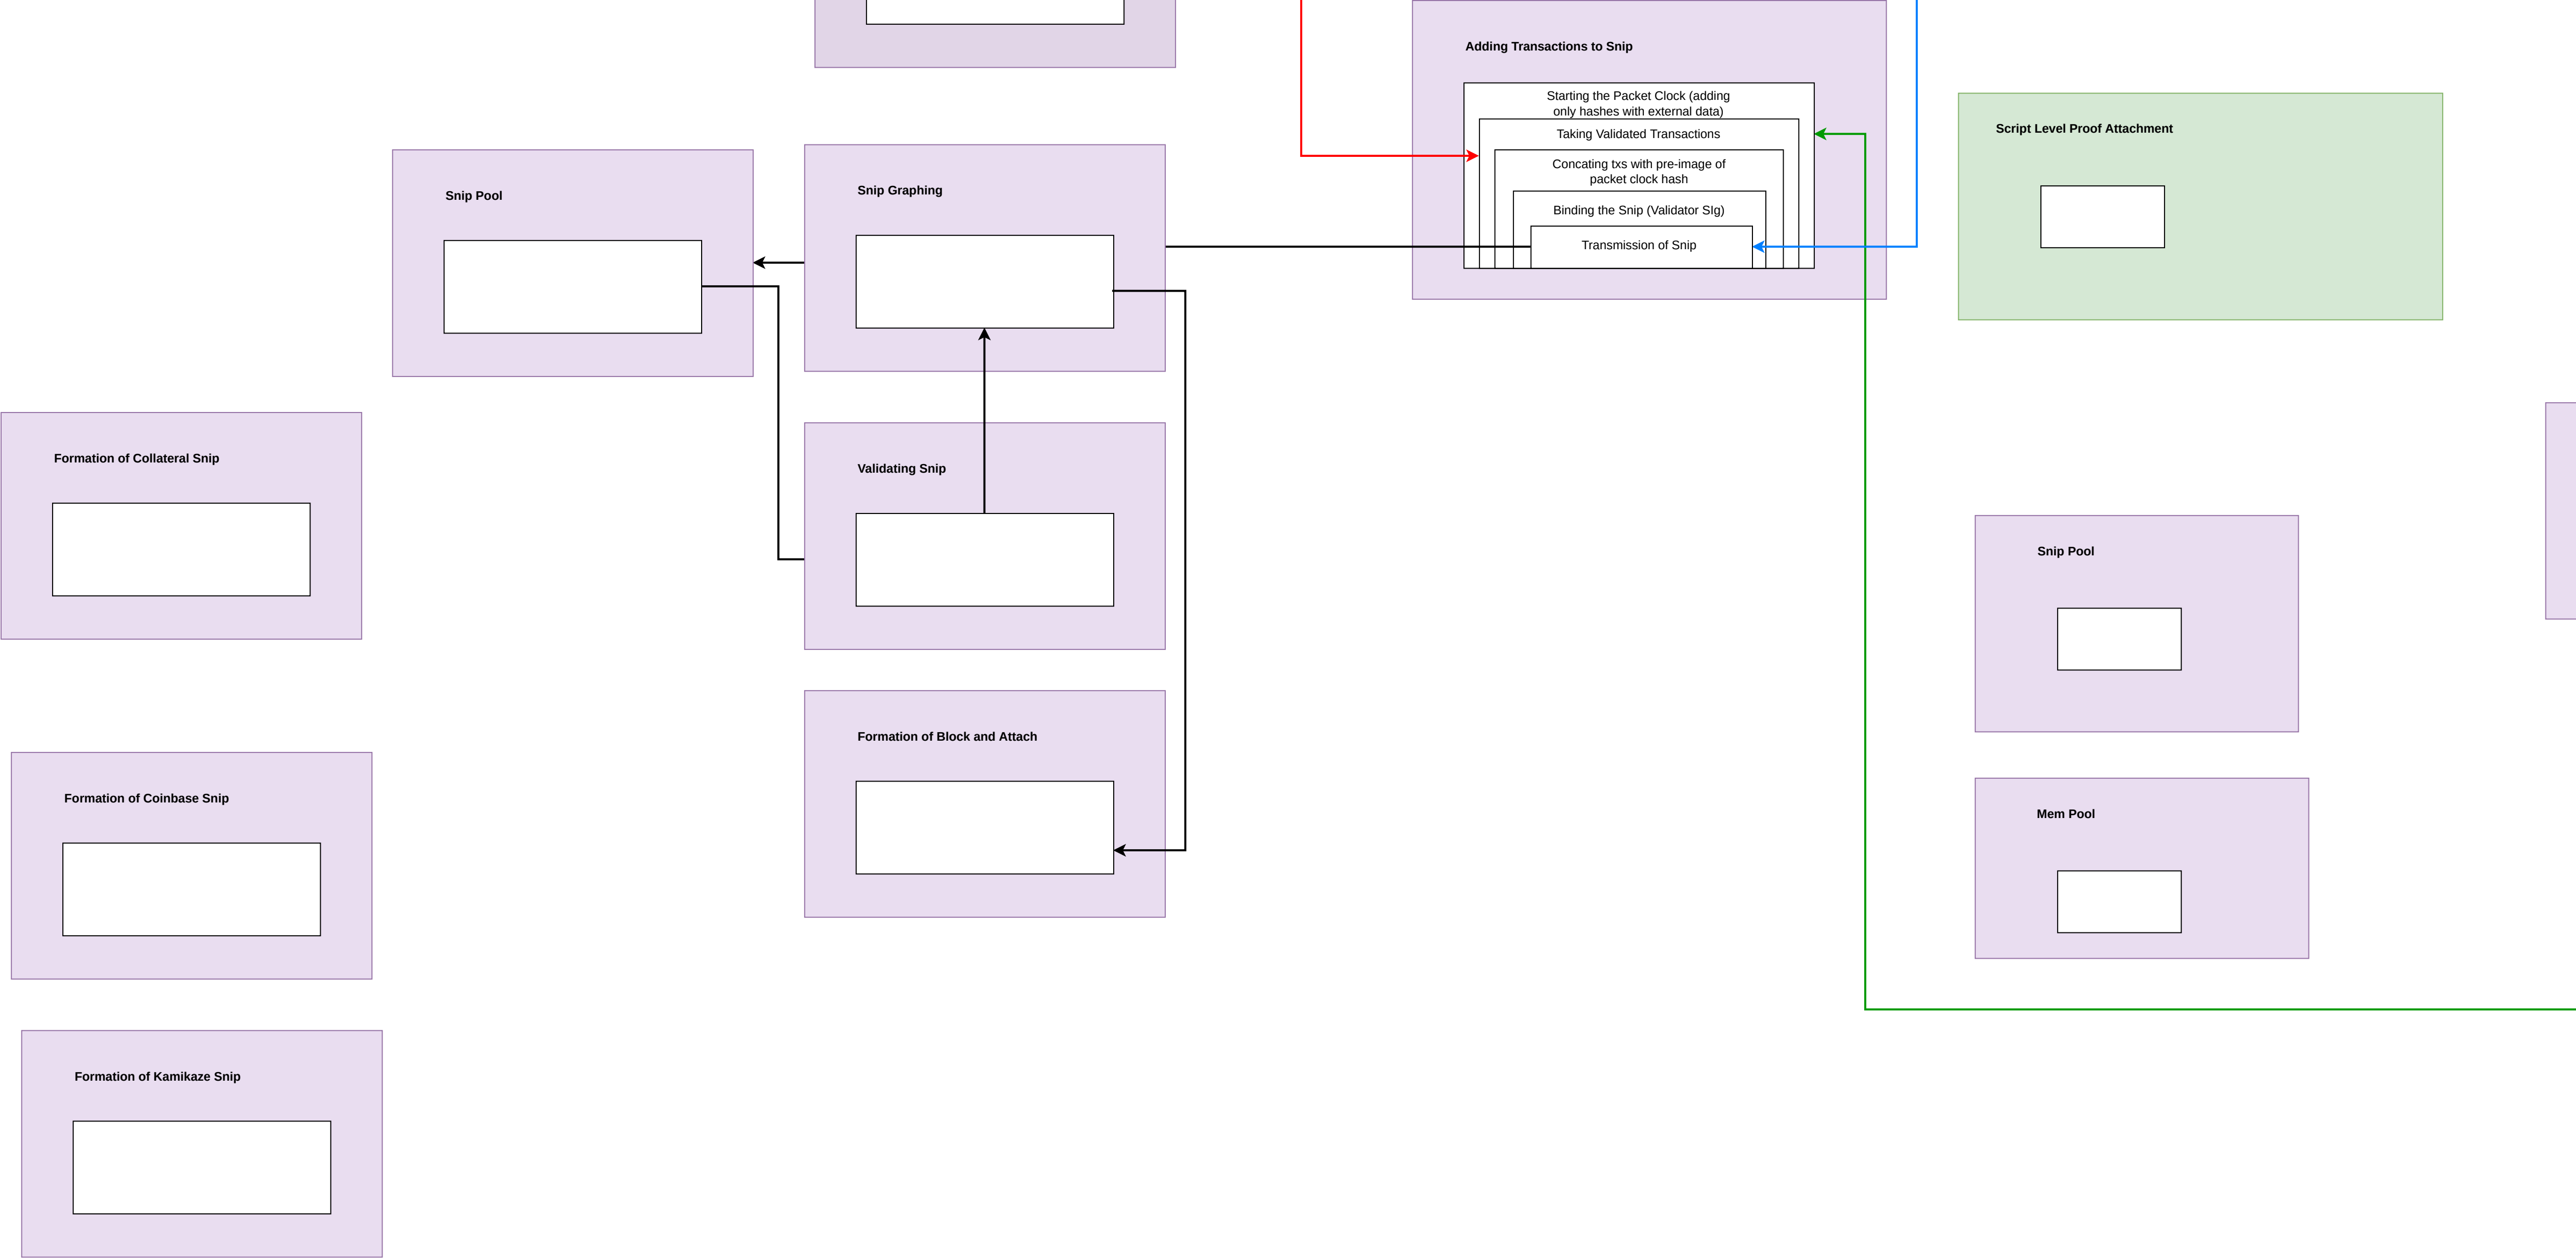 Adding Transactions to Snip
Starting the Packet Clock (adding
only hashes with external data)
Taking Validated Transactions
Concating txs with pre-image of
packet clock hash
Binding the Snip (Validator SIg)
Transmission of Snip
Script Level Proof Attachment
Snip Pool
Snip Graphing
Formation of Collateral Snip
Validating Snip
Snip Pool
Formation of Block and Attach
Formation of Coinbase Snip
Mem Pool
Formation of Kamikaze Snip